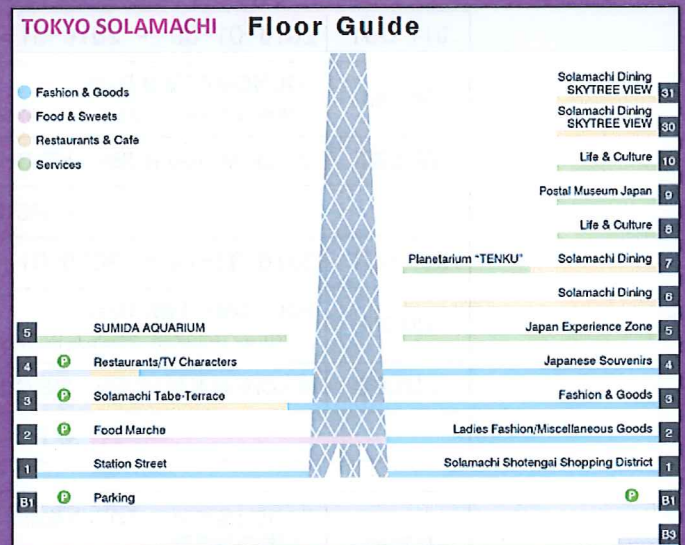 TOKYO SOLAMACHI Floor Guide
Fashion & Goods
Food & Sweets
Restaurants & Cafe
Services
Solamachi Dining
SKYTREE VIEW 31
Solamachi Dining
SKYTREE VIEW 30
Life & Culture 10
Postal Museum Japan 9
Life & Culture 8
Planetarium "TENKU" Solamachi Dining 7
Solamachi Dining 6
5 SUMIDA AQUARIUM Japan Experience Zone 5
4 P Restaurants/TV Characters Japanese Souvenirs 4
3 P Solamachi Tabe-Terrace Fashion & Goods 3
2 P Food Marche Ladies Fashion/Miscellaneous Goods 2
1 Station Street Solamachi Shotengai Shopping District 1
B1 P Parking P B1
B3